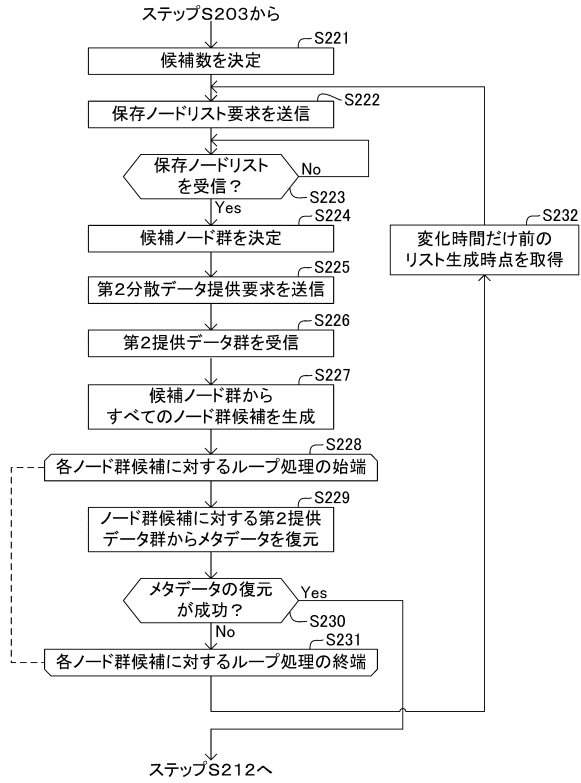 ステップS203から
S221
候補数を決定
S222
保存ノードリスト要求を送信
保存ノードリスト
を受信？
No
S223
Yes
S224
候補ノード群を決定
S232
変化時間だけ前の
リスト生成時点を取得
S225
第2分散データ提供要求を送信
S226
第2提供データ群を受信
S227
候補ノード群から
すべてのノード群候補を生成
S228
各ノード群候補に対するループ処理の始端
S229
ノード群候補に対する第2提供
データ群からメタデータを復元
メタデータの復元
が成功？
Yes
S230
No
S231
各ノード群候補に対するループ処理の終端
ステップS212へ